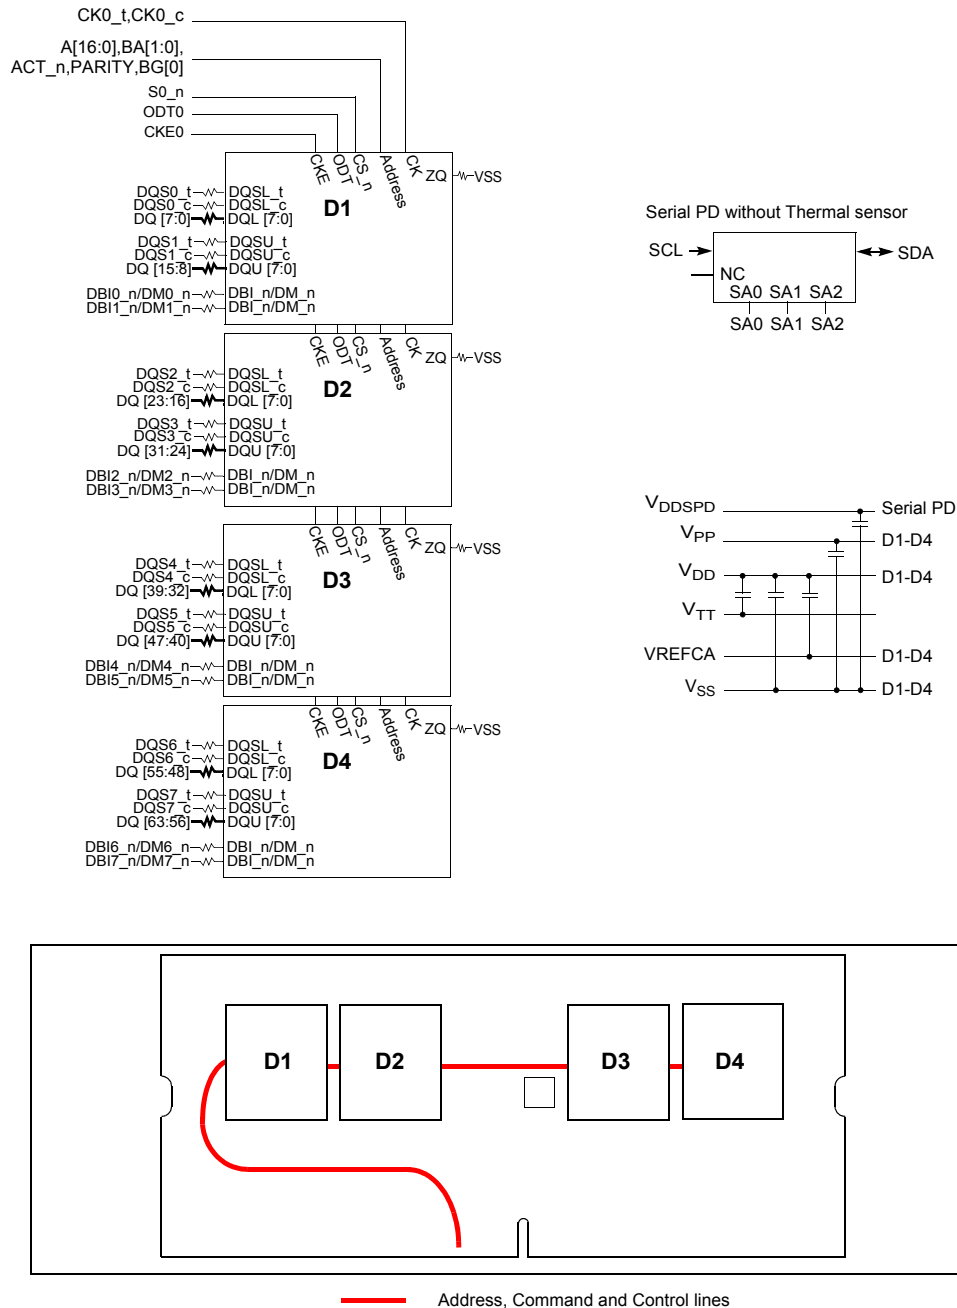 CK0_t,CK0_c
A[16:0],BA[1:0],
ACT_n,PARITY,BG[0]
S0_n
ODT0
CKE0
CKE
ODT
CS_n
Address
CK
ZQ
VSS
D1
DQS0_t
DQSL_t
DQS0_c
DQSL_c
DQ [7:0]
DQL [7:0]
DQS1_t
DQSU_t
DQS1_c
DQSU_c
DQ [15:8]
DQU [7:0]
DBI0_n/DM0_n
DBI_n/DM_n
DBI1_n/DM1_n
DBI_n/DM_n
CKE
ODT
CS_n
Address
CK
ZQ
VSS
D2
DQS2_t
DQSL_t
DQS2_c
DQSL_c
DQ [23:16]
DQL [7:0]
DQS3_t
DQSU_t
DQS3_c
DQSU_c
DQ [31:24]
DQU [7:0]
DBI2_n/DM2_n
DBI_n/DM_n
DBI3_n/DM3_n
DBI_n/DM_n
CKE
ODT
CS_n
Address
CK
ZQ
VSS
D3
DQS4_t
DQSL_t
DQS4_c
DQSL_c
DQ [39:32]
DQL [7:0]
DQS5_t
DQSU_t
DQS5_c
DQSU_c
DQ [47:40]
DQU [7:0]
DBI4_n/DM4_n
DBI_n/DM_n
DBI5_n/DM5_n
DBI_n/DM_n
CKE
ODT
CS_n
Address
CK
ZQ
VSS
D4
DQS6_t
DQSL_t
DQS6_c
DQSL_c
DQ [55:48]
DQL [7:0]
DQS7_t
DQSU_t
DQS7_c
DQSU_c
DQ [63:56]
DQU [7:0]
DBI6_n/DM6_n
DBI_n/DM_n
DBI7_n/DM7_n
DBI_n/DM_n
Serial PD without Thermal sensor
SCL
SDA
NC
SA0 SA1 SA2
SA0 SA1 SA2
VDDSPD
Serial PD
VPP
D1-D4
VDD
D1-D4
VTT
VREFCA
D1-D4
VSS
D1-D4
D1
D2
D3
D4
Address, Command and Control lines